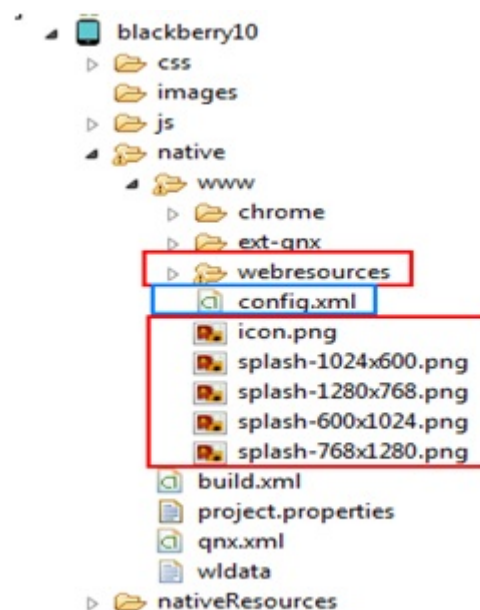 blackberry10
css
images
js
native
www
chrome
ext-qnx
webresources
config.xml
icon.png
splash-1024x600.png
splash-1280x768.png
splash-600x1024.png
splash-768x1280.png
build.xml
project.properties
qnx.xml
wldata
nativeResources